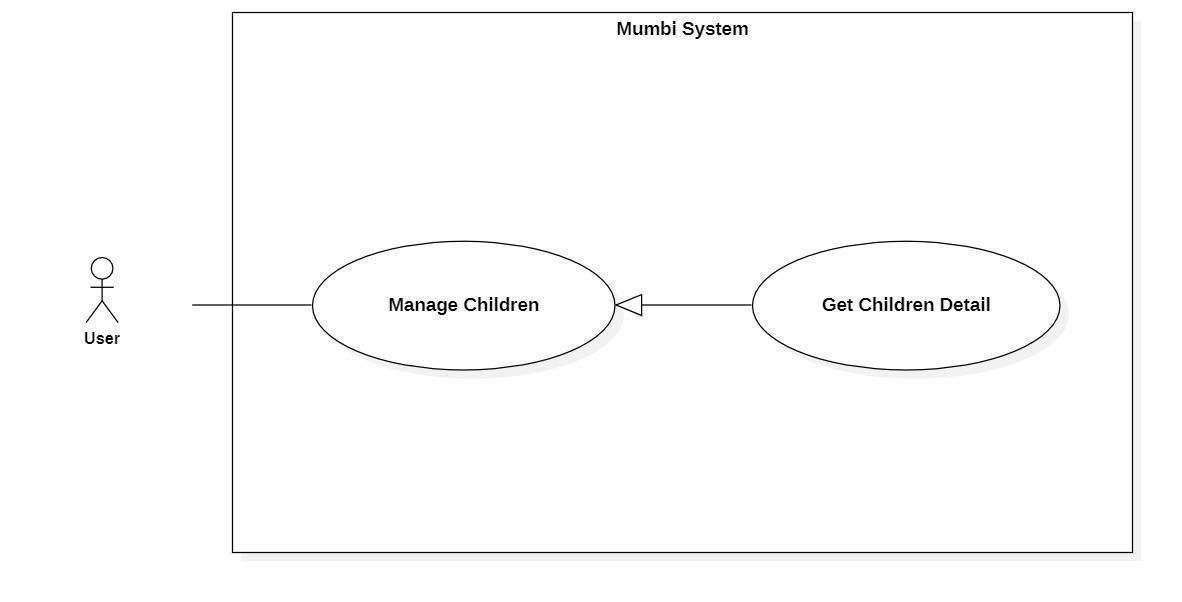 Mumbi System
Manage Children
Get Children Detail
User